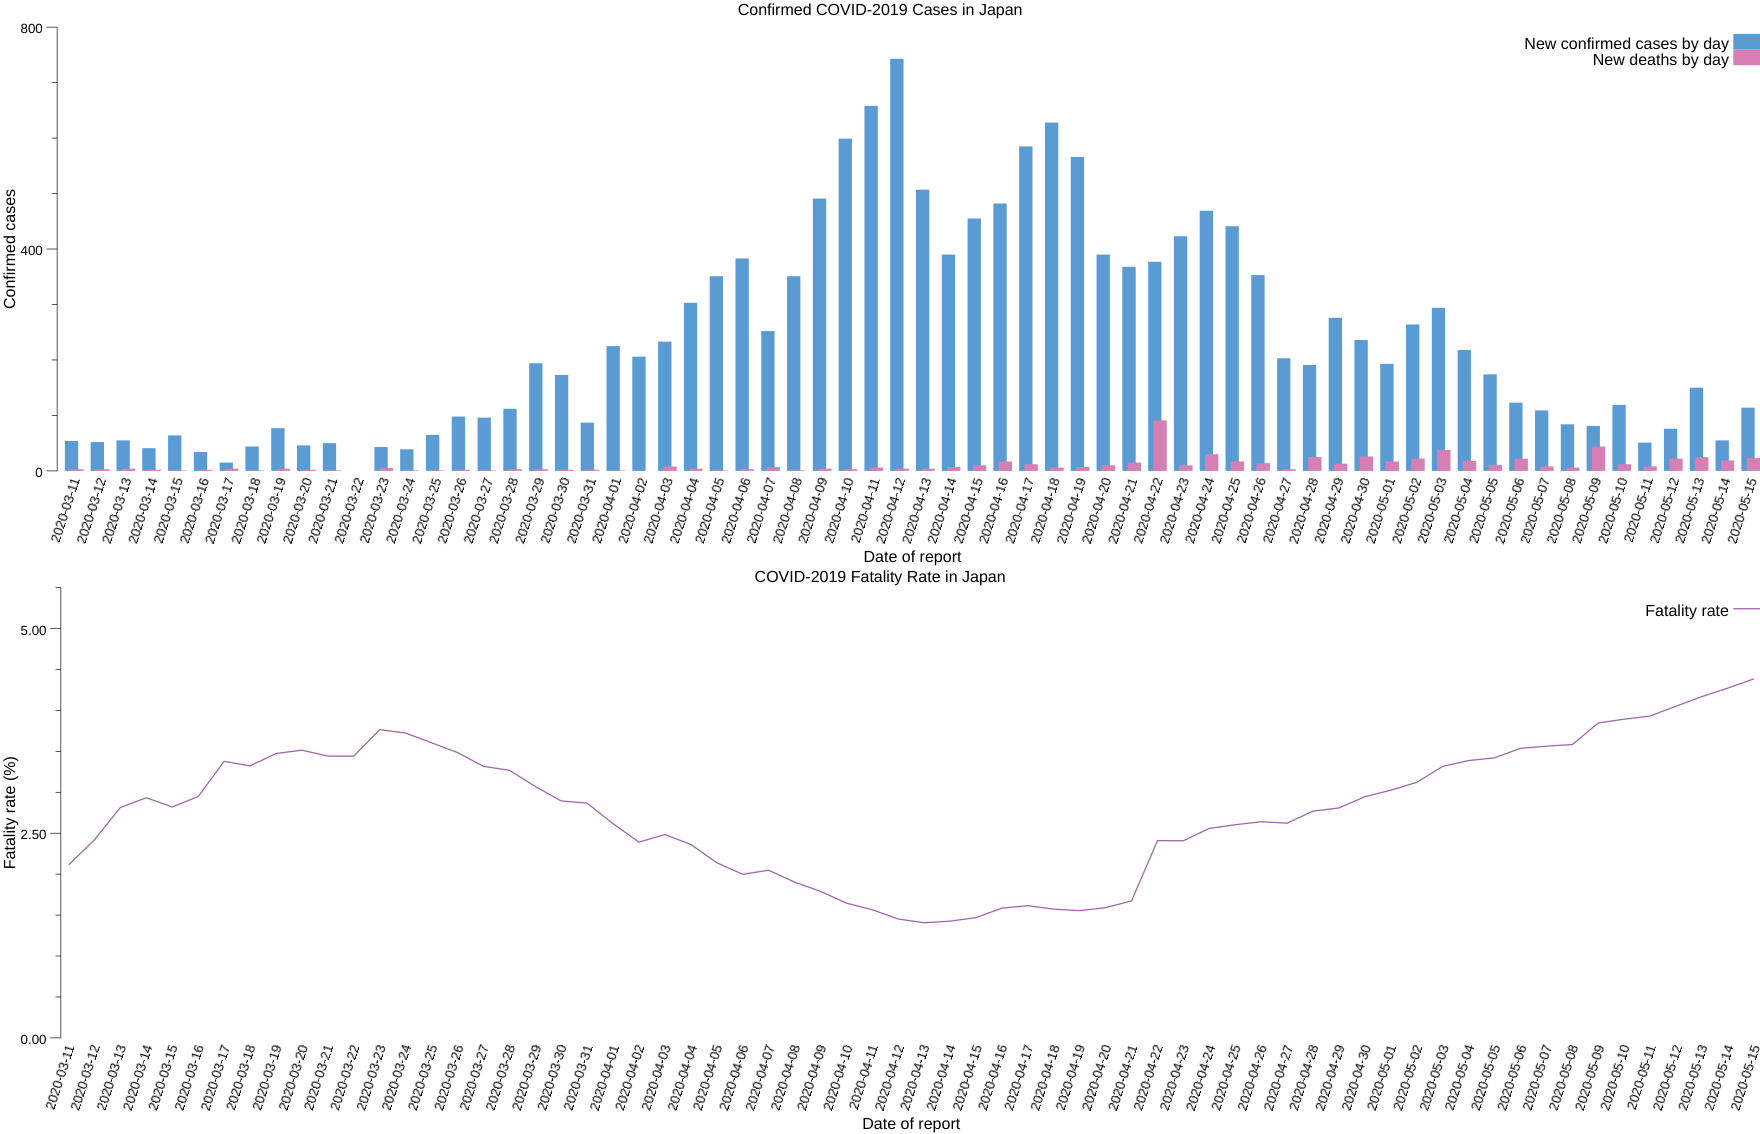 Confirmed COVID-2019 Cases in Japan
800
New confirmed cases by day
New deaths by day
Confirmed cases
400
0
2020-03-11 2020-03-12 2020-03-13 2020-03-14 2020-03-15 2020-03-16 2020-03-17 2020-03-18 2020-03-19 2020-03-20 2020-03-21 2020-03-22 2020-03-23 2020-03-24 2020-03-25 2020-03-26 2020-03-27 2020-03-28 2020-03-29 2020-03-30 2020-03-31 2020-04-01 2020-04-02 2020-04-03 2020-04-04 2020-04-05 2020-04-06 2020-04-07 2020-04-08 2020-04-09 2020-04-10 2020-04-11 2020-04-12 2020-04-13 2020-04-14 2020-04-15 2020-04-16 2020-04-17 2020-04-18 2020-04-19 2020-04-20 2020-04-21 2020-04-22 2020-04-23 2020-04-24 2020-04-25 2020-04-26 2020-04-27 2020-04-28 2020-04-29 2020-04-30 2020-05-01 2020-05-02 2020-05-03 2020-05-04 2020-05-05 2020-05-06 2020-05-07 2020-05-08 2020-05-09 2020-05-10 2020-05-11 2020-05-12 2020-05-13 2020-05-14 2020-05-15
Date of report
COVID-2019 Fatality Rate in Japan
Fatality rate
5.00
Fatality rate (%)
2.50
0.00
2020-03-11 2020-03-12 2020-03-13 2020-03-14 2020-03-15 2020-03-16 2020-03-17 2020-03-18 2020-03-19 2020-03-20 2020-03-21 2020-03-22 2020-03-23 2020-03-24 2020-03-25 2020-03-26 2020-03-27 2020-03-28 2020-03-29 2020-03-30 2020-03-31 2020-04-01 2020-04-02 2020-04-03 2020-04-04 2020-04-05 2020-04-06 2020-04-07 2020-04-08 2020-04-09 2020-04-10 2020-04-11 2020-04-12 2020-04-13 2020-04-14 2020-04-15 2020-04-16 2020-04-17 2020-04-18 2020-04-19 2020-04-20 2020-04-21 2020-04-22 2020-04-23 2020-04-24 2020-04-25 2020-04-26 2020-04-27 2020-04-28 2020-04-29 2020-04-30 2020-05-01 2020-05-02 2020-05-03 2020-05-04 2020-05-05 2020-05-06 2020-05-07 2020-05-08 2020-05-09 2020-05-10 2020-05-11 2020-05-12 2020-05-13 2020-05-14 2020-05-15
Date of report